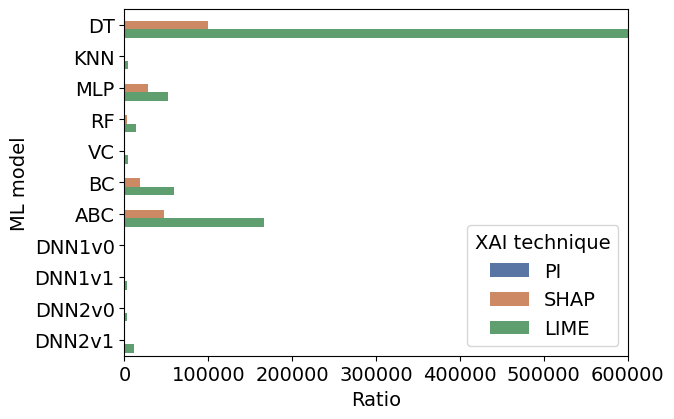 ML model
DT
KNN
MLP
RF
VC
BC
ABC
DNN1v0
DNN1v1
DNN2v0
DNN2v1
XAI technique
PI
SHAP
LIME
0 100000 200000 300000 400000 500000 600000
Ratio